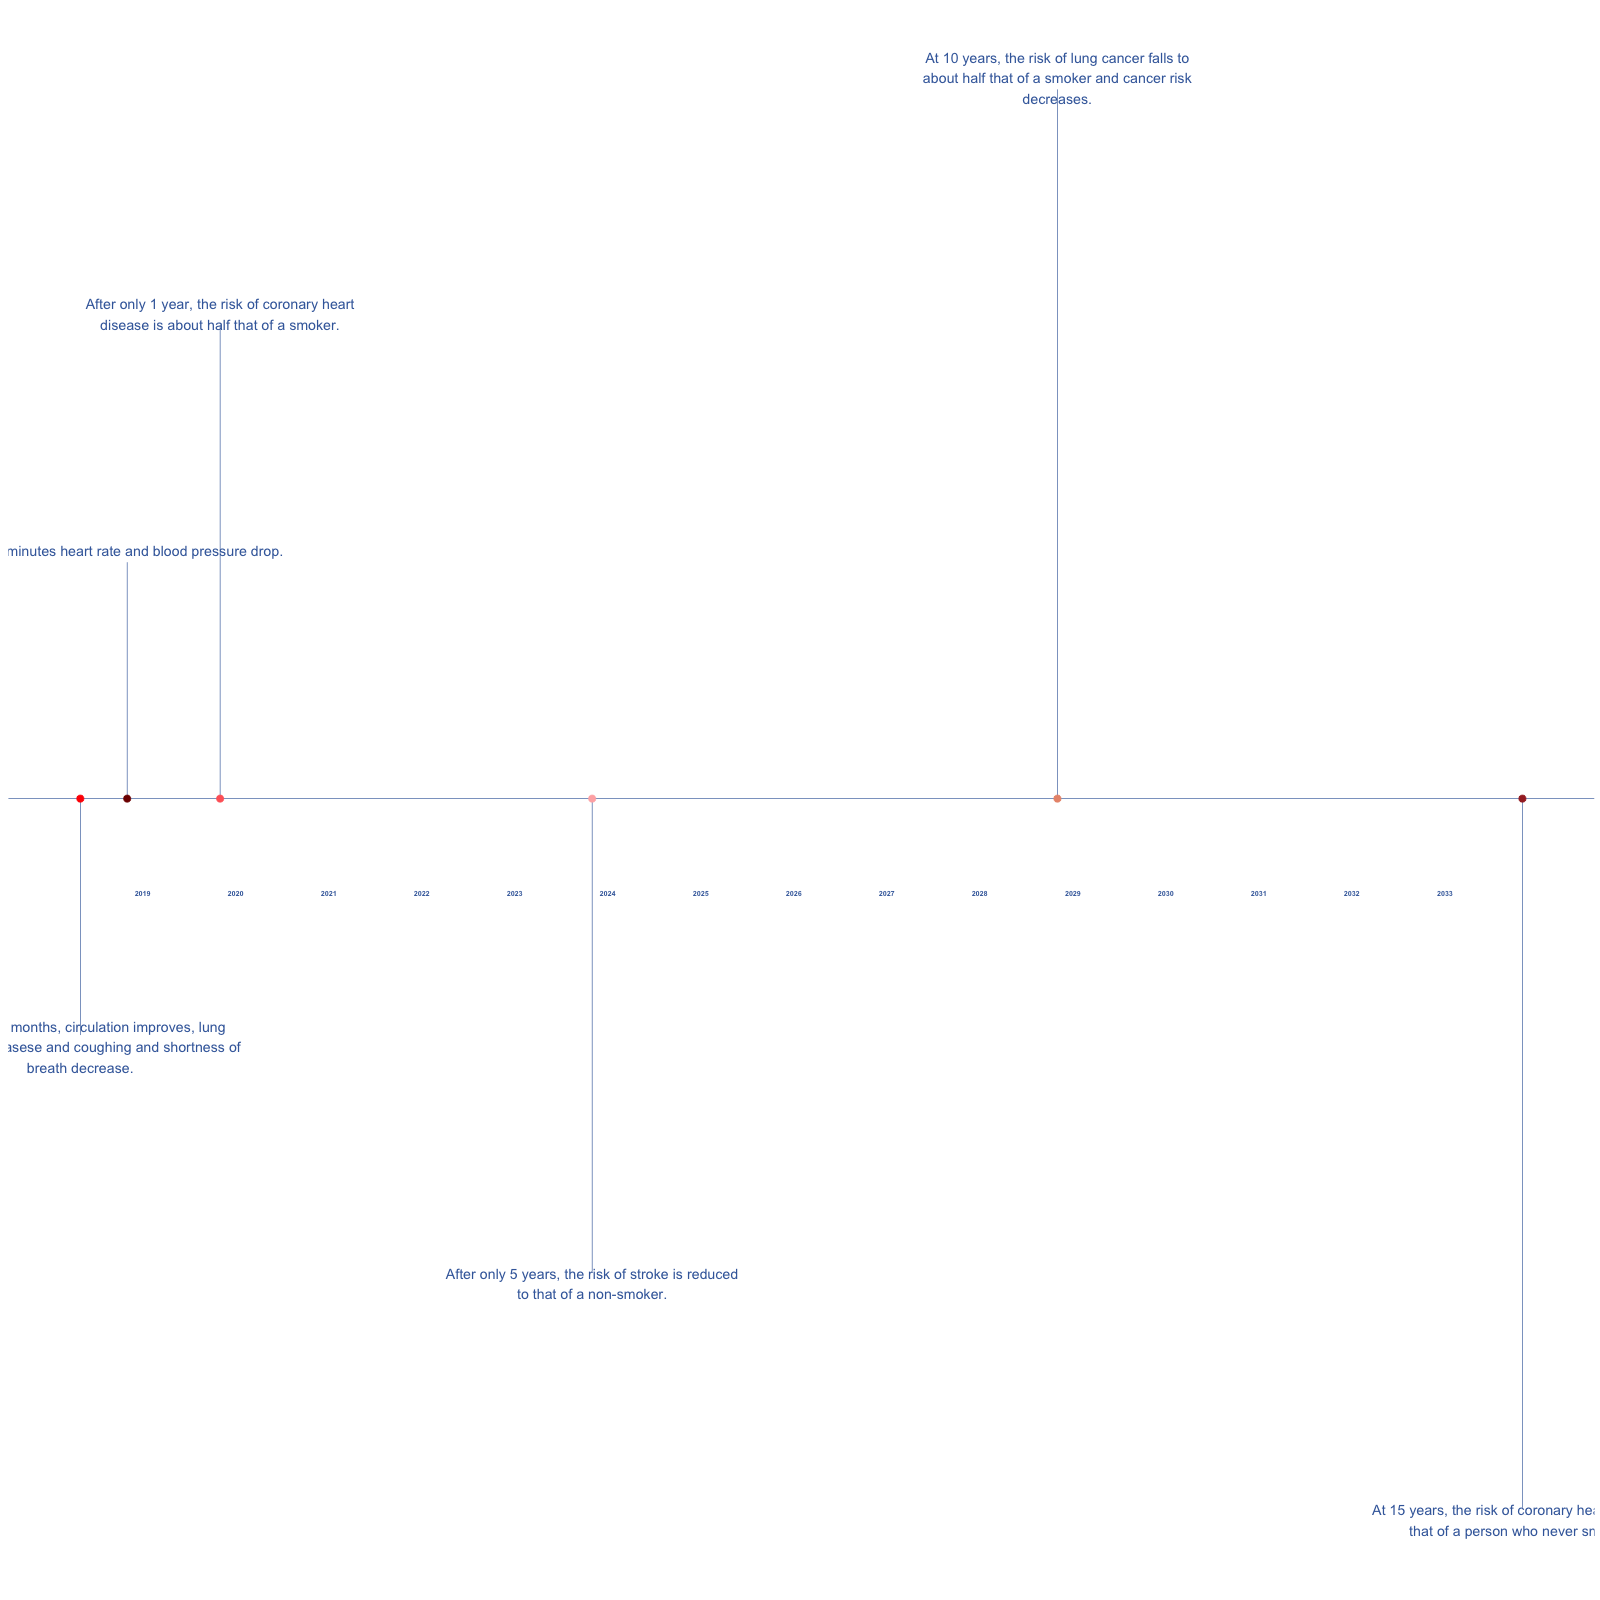 At 10 years, the risk of lung cancer falls to
about half that of a smoker and cancer risk
decreases.
After only 1 year, the risk of coronary heart
disease is about half that of a smoker.
minutes heart rate and blood pressure drop.
2019 2020 2021 2022 2023 2024 2025 2026 2027 2028 2029 2030 2031 2032 2033
months, circulation improves, lung
and coughing and shortness of
breath decrease.
After only 5 years, the risk of stroke is reduced
to that of a non-smoker.
At 15 years, the risk of coronary
that of a person who never